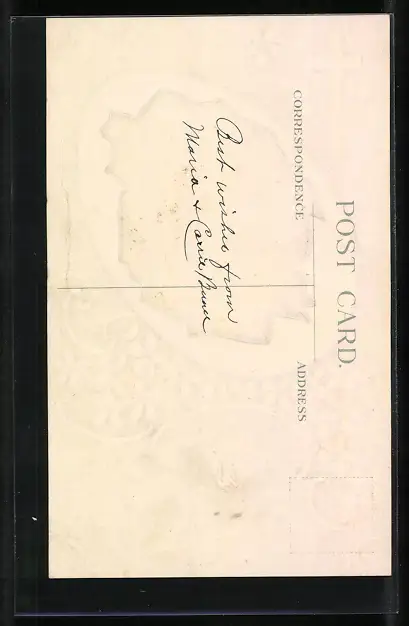 POST CARD.
CORRESPONDENCE
ADDRESS
Best wishes from
Maria + Carrie